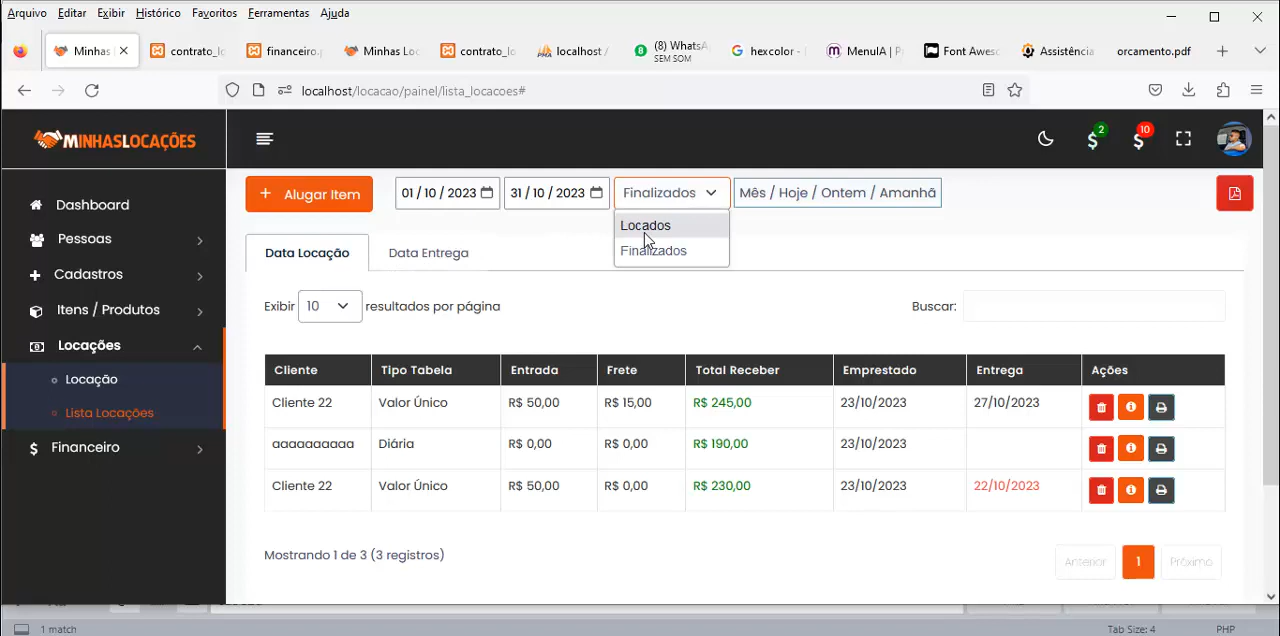 Arquivo Editar Exibir Histórico Favoritos Ferramentas Ajuda
Minhas
contrato_lo
financeiro.
Minhas Loc
contrato_lo
localhost /
(8) WhatsA
SEM SOM
hexcolor -
MenuIA | P
Font Awes
Assistência
orcamento.pdf
localhost/locacao/painel/lista_locacoes#
MINHASLOCAÇÕES
2
10
Dashboard
Pessoas
Cadastros
Itens / Produtos
Locações
Locação
Lista Locações
Financeiro
+ Alugar Item
01 / 10 / 2023
31 / 10 / 2023
Finalizados
Mês / Hoje / Ontem / Amanhã
Locados
Finalizados
Data Locação
Data Entrega
Exibir 10 resultados por página
Buscar:
Cliente Tipo Tabela Entrada Frete Total Receber Emprestado Entrega Ações
Cliente 22 Valor Único R$ 50,00 R$ 15,00 R$ 245,00 23/10/2023 27/10/2023
aaaaaaaaaa Diária R$ 0,00 R$ 0,00 R$ 190,00 23/10/2023
Cliente 22 Valor Único R$ 50,00 R$ 0,00 R$ 230,00 23/10/2023 22/10/2023
Mostrando 1 de 3 (3 registros)
Anterior 1 Próximo
1 match
Tab Size: 4
PHP